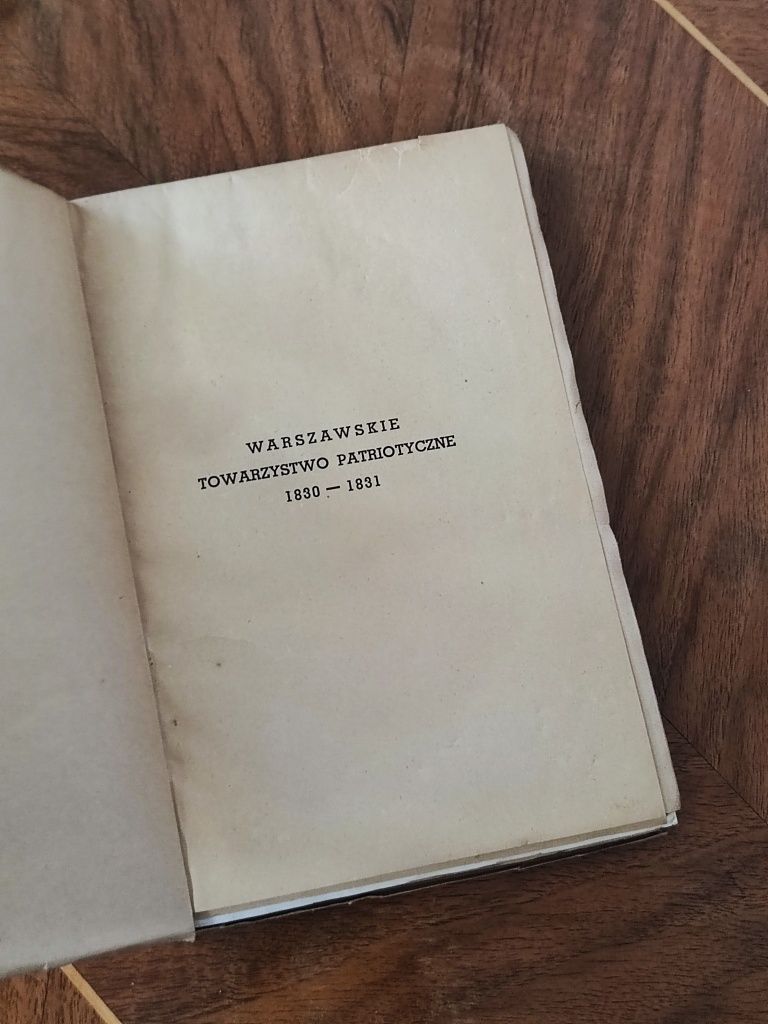 WARSZAWSKIE
TOWARZYSTWO PATRIOTYCZNE
1830 — 1831